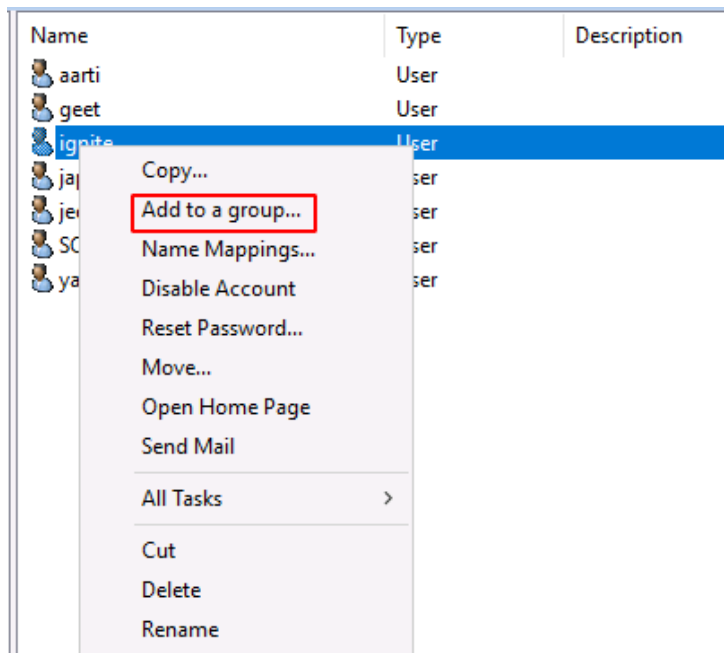 Name Type Description
aarti User
geet User
ignite User
Copy...
Add to a group...
Name Mappings...
Disable Account
Reset Password...
Move...
Open Home Page
Send Mail
All Tasks
Cut
Delete
Rename